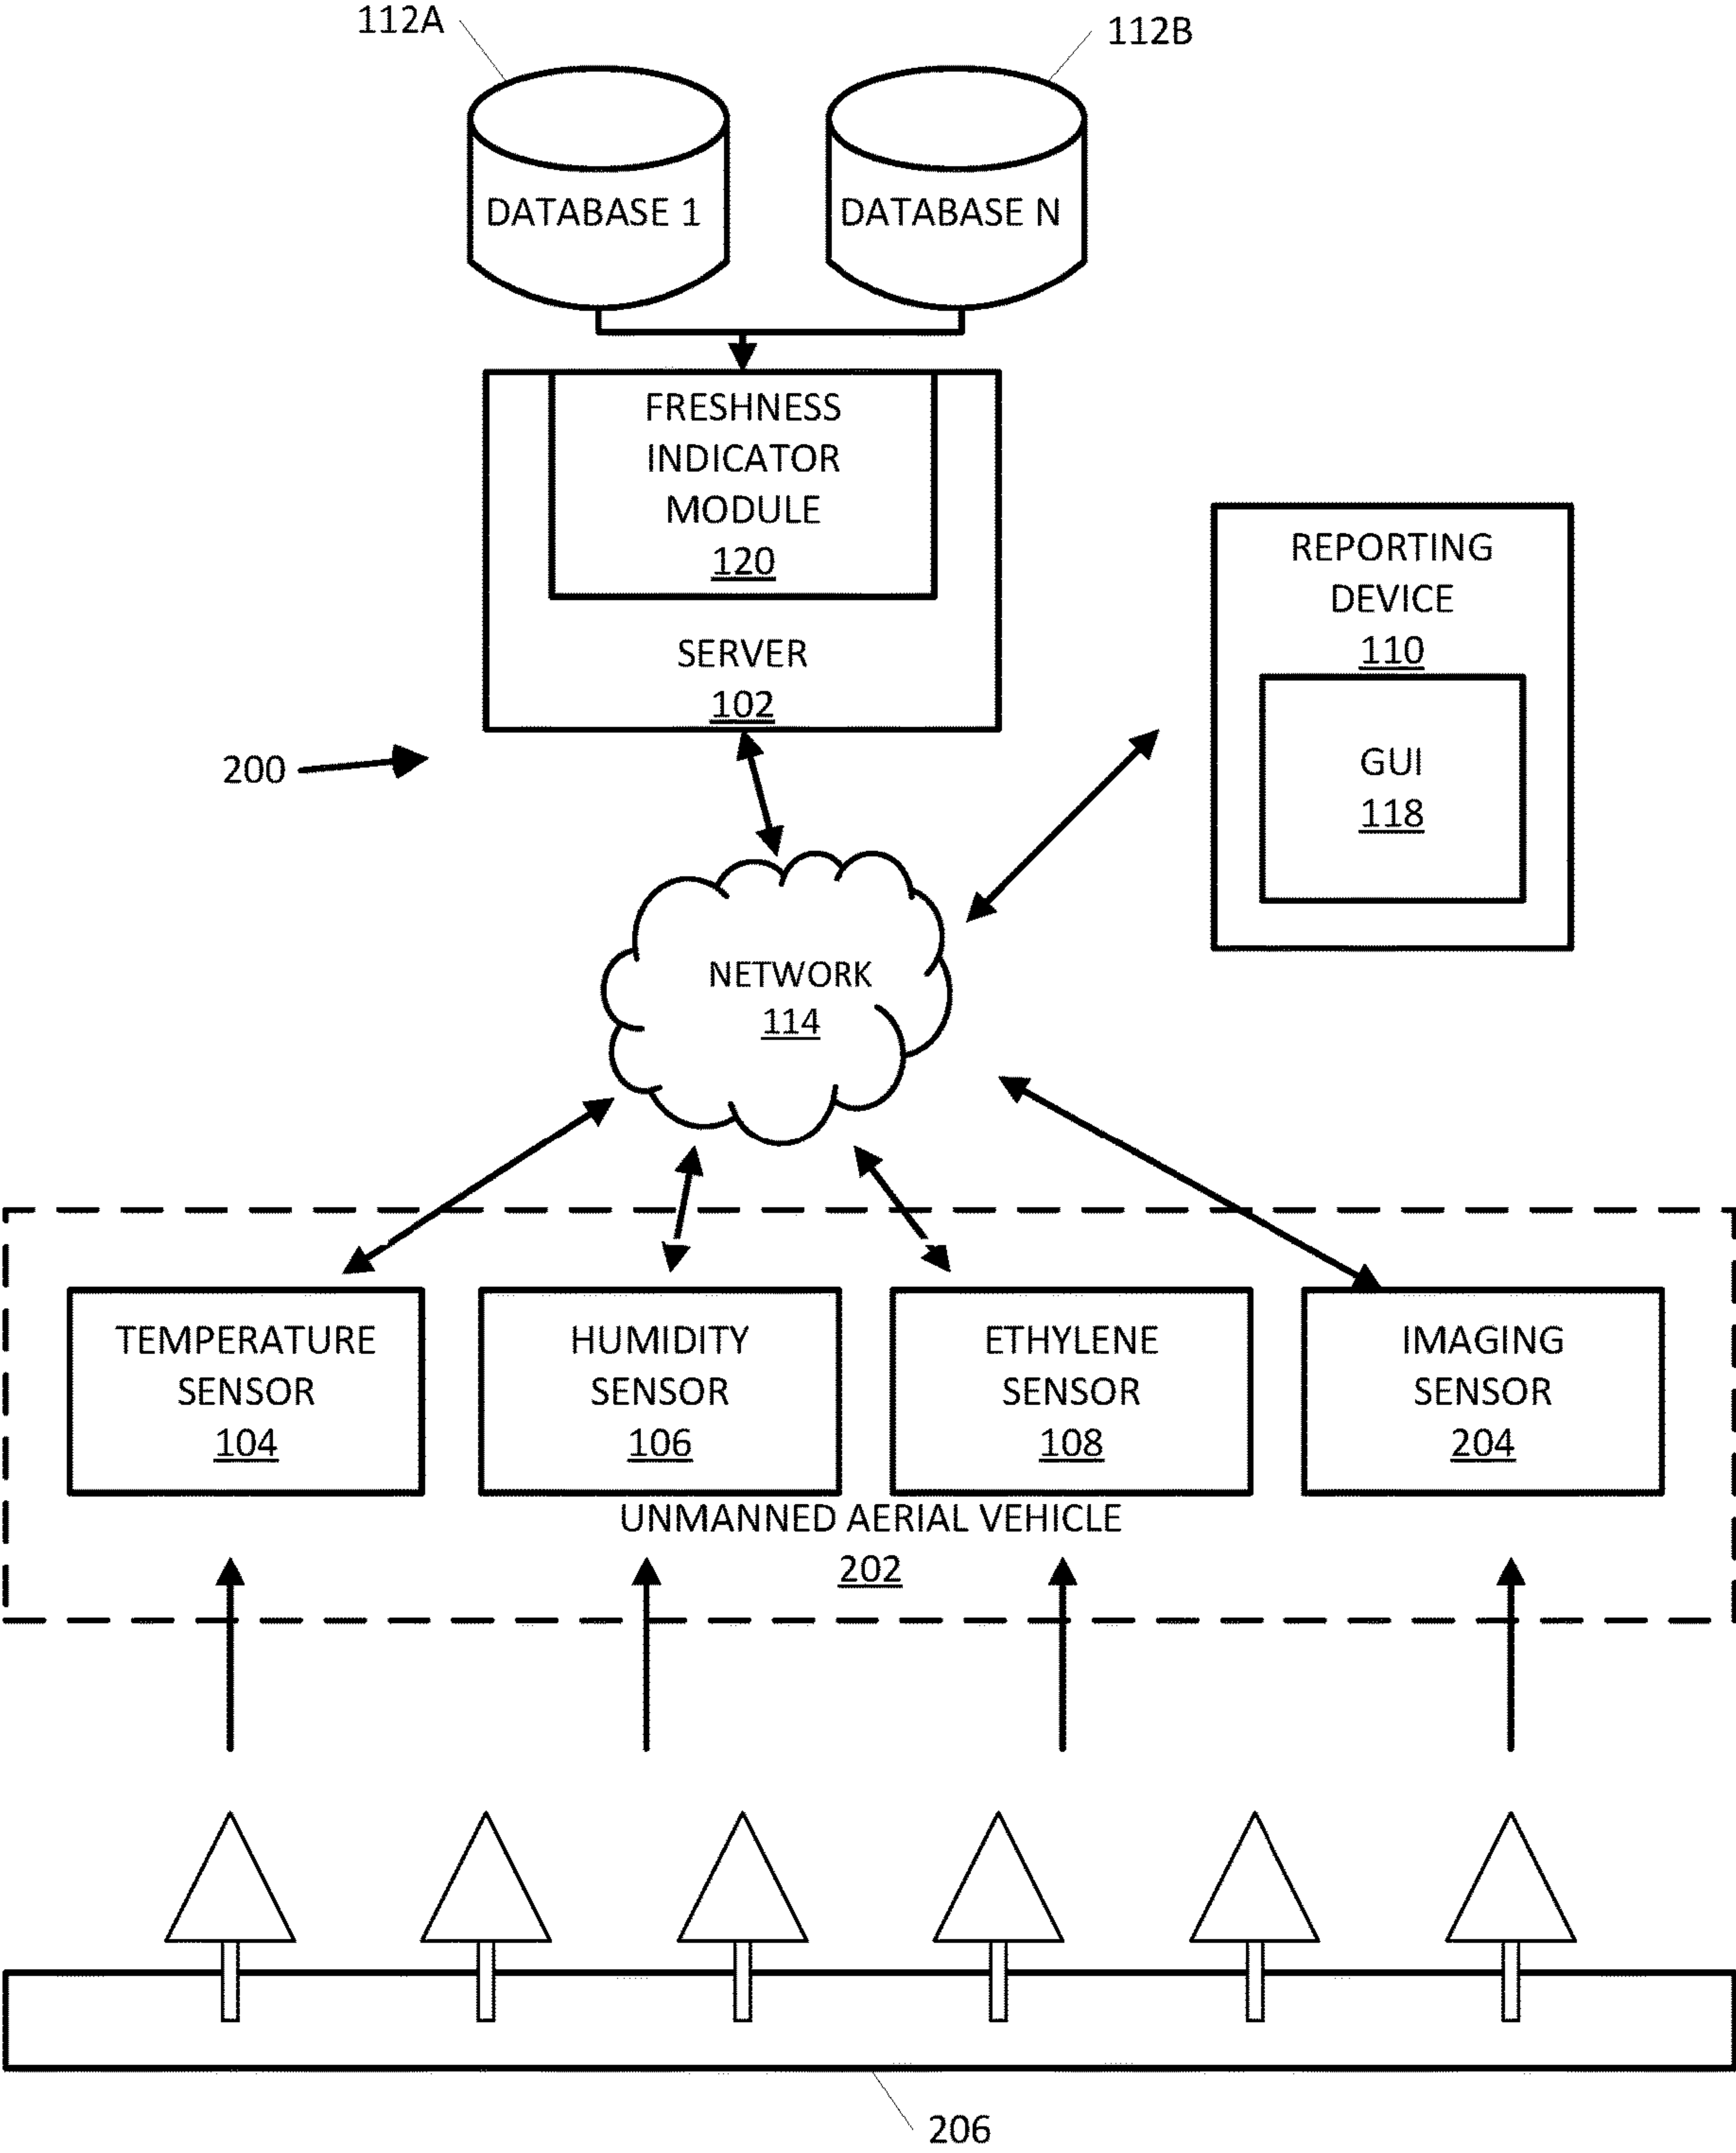 112A
112B
DATABASE 1
DATABASE N
FRESHNESS
INDICATOR
MODULE
120
SERVER
102
REPORTING
DEVICE
110
GUI
118
200
NETWORK
114
TEMPERATURE
SENSOR
104
HUMIDITY
SENSOR
106
ETHYLENE
SENSOR
108
IMAGING
SENSOR
204
UNMANNED AERIAL VEHICLE
202
206